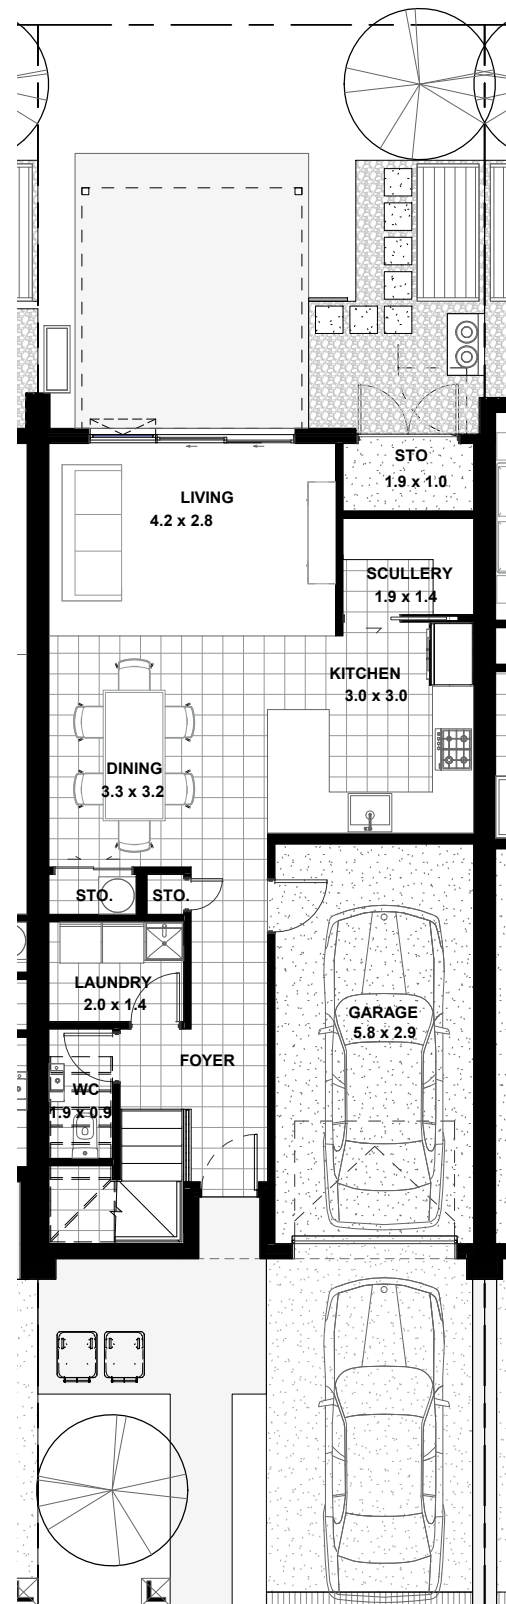 STO
1.9 x 1.0
LIVING
4.2 x 2.8
SCULLERY
1.9 x 1.4
KITCHEN
3.0 x 3.0
DINING
3.3 x 3.2
STO.
STO.
LAUNDRY
2.0 x 1.4
GARAGE
5.8 x 2.9
FOYER
WC
1.9 x 0.9